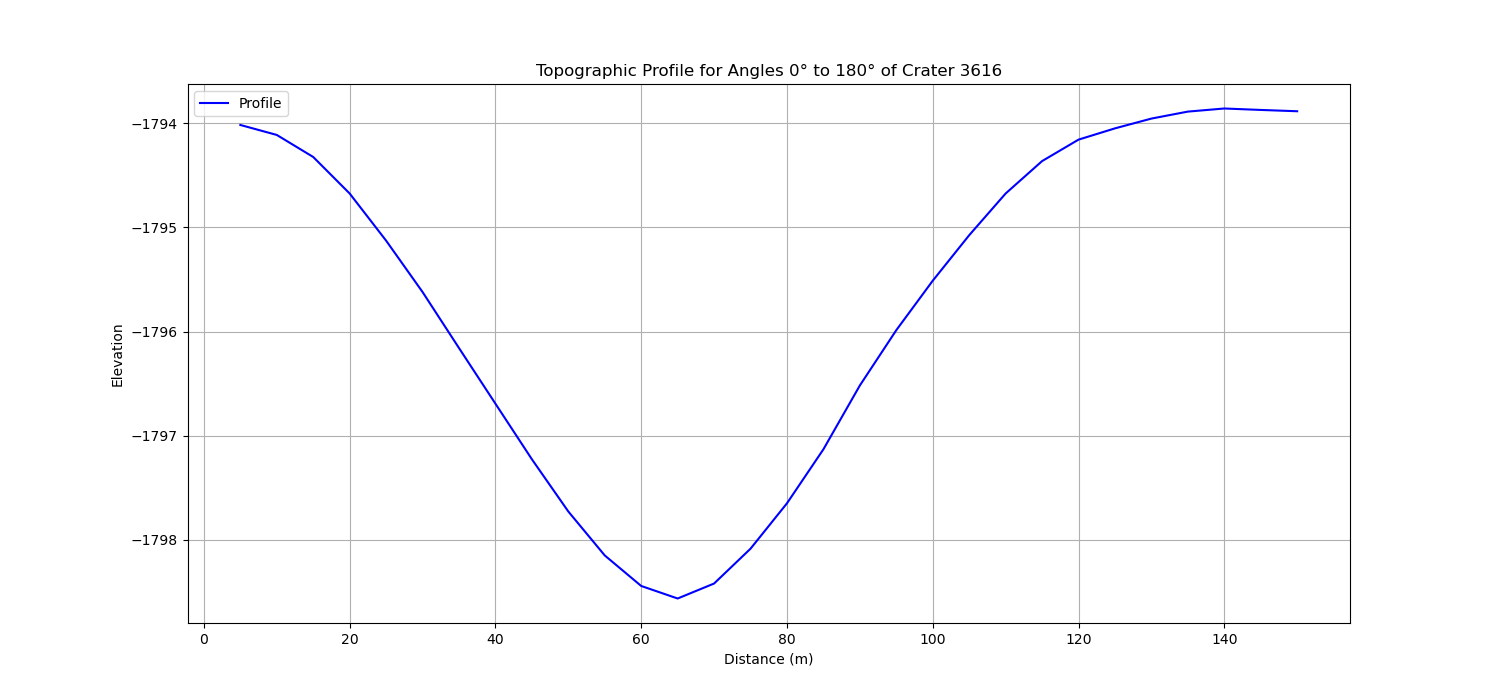 Topographic Profile for Angles 0° to 180° of Crater 3616
Profile
−1794
−1795
−1796
−1797
−1798
Elevation
0 20 40 60 80 100 120 140
Distance (m)